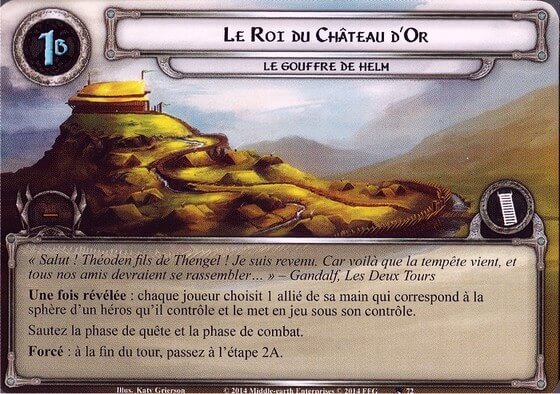 1B
LE ROI DU CHÂTEAU D'OR
LE GOUFFRE DE HELM
–
« Salut ! Théoden fils de Thengel ! Je suis revenu. Car voilà que la tempête vient, et
tous nos amis devraient se rassembler… » – Gandalf, Les Deux Tours
Une fois révélée : chaque joueur choisit 1 allié de sa main qui correspond à la
sphère d'un héros qu'il contrôle et le met en jeu sous son contrôle.
Sautez la phase de quête et la phase de combat.
Forcé : à la fin du tour, passez à l'étape 2A.
Illus. Katy Grierson © 2014 Middle-earth Enterprises © 2014 FFG 72